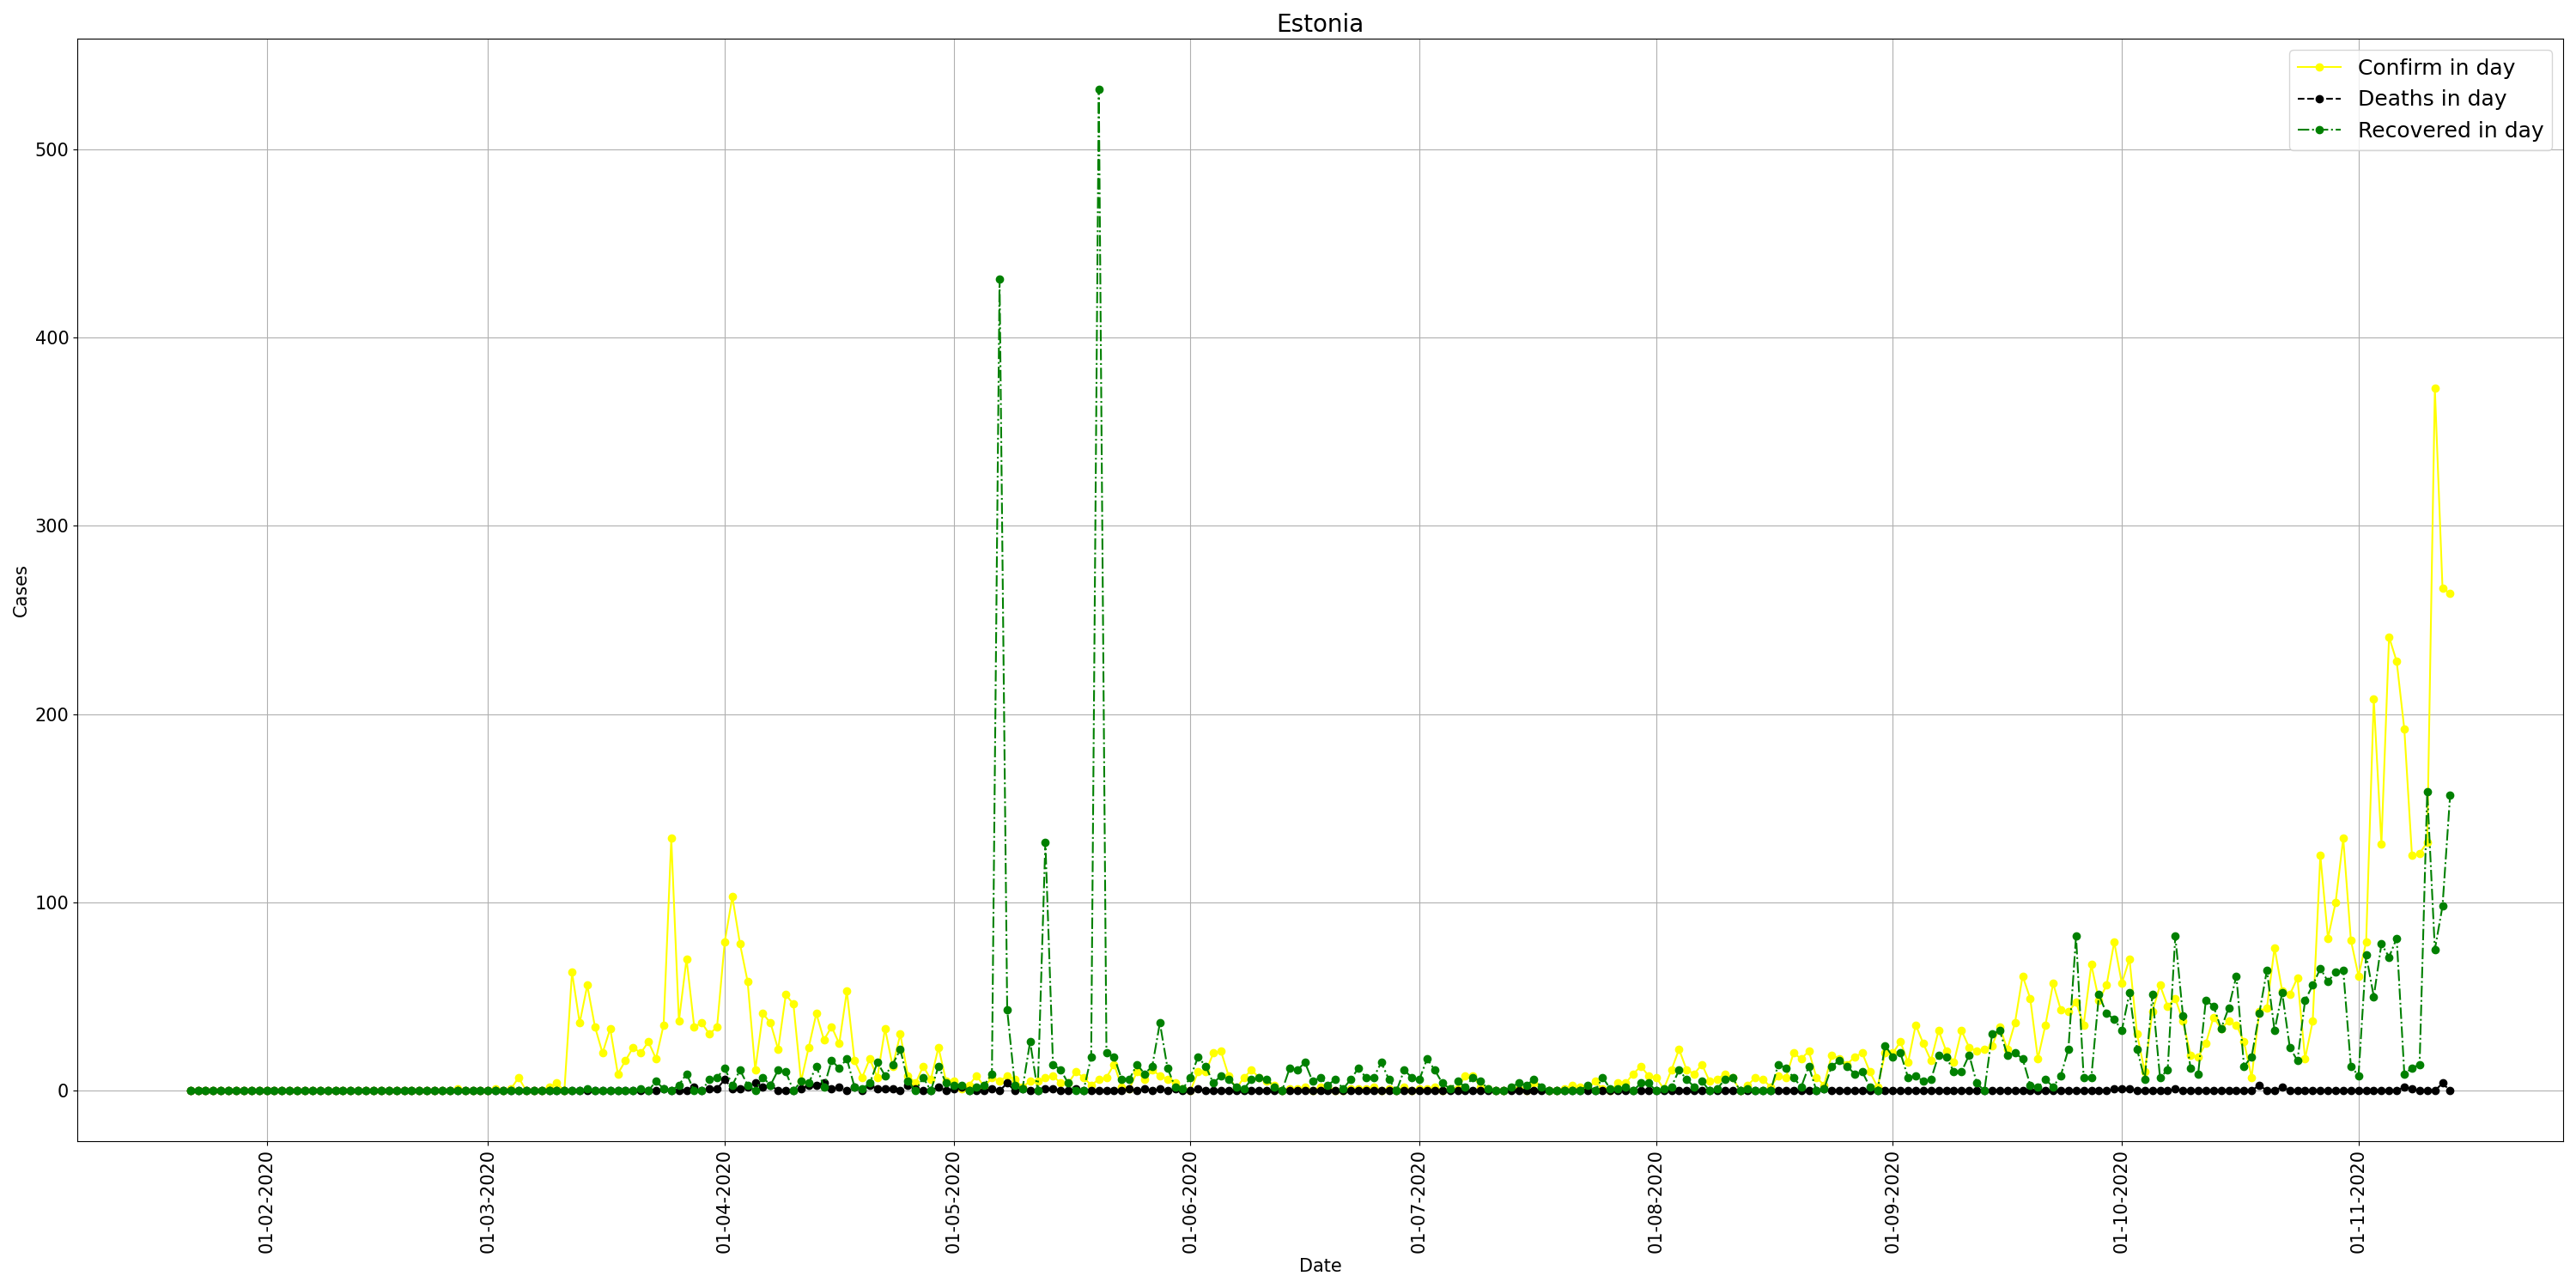 Estonia
Confirm in day
Deaths in day
Recovered in day
500
400
300
200
100
0
Cases
01-02-2020
01-03-2020
01-04-2020
01-05-2020
01-06-2020
01-07-2020
01-08-2020
01-09-2020
01-10-2020
01-11-2020
Date